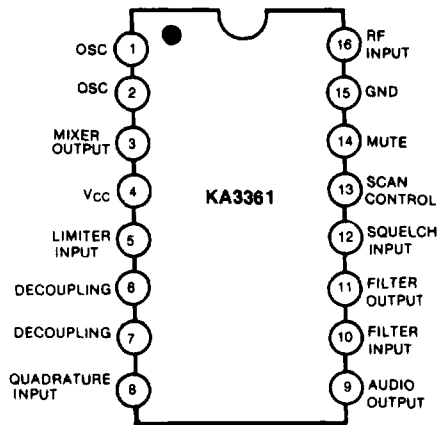 OSC 1
OSC 2
MIXER
OUTPUT 3
Vcc 4
LIMITER
INPUT 5
DECOUPLING 6
DECOUPLING 7
QUADRATURE
INPUT 8
KA3361
16 RF
INPUT
15 GND
14 MUTE
13 SCAN
CONTROL
12 SQUELCH
INPUT
11 FILTER
OUTPUT
10 FILTER
INPUT
9 AUDIO
OUTPUT